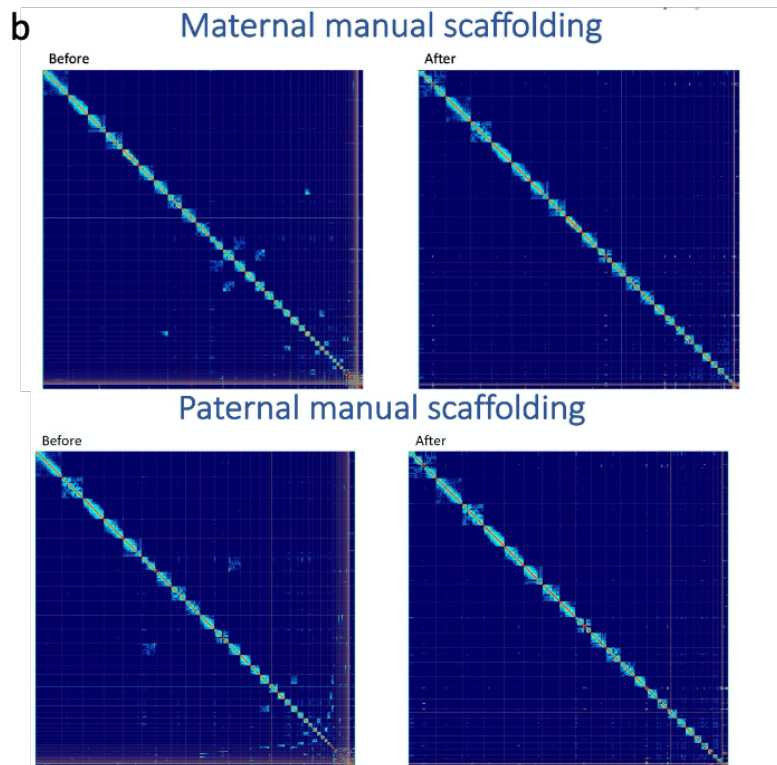 b
Maternal manual scaffolding
Before
After
Paternal manual scaffolding
Before
After